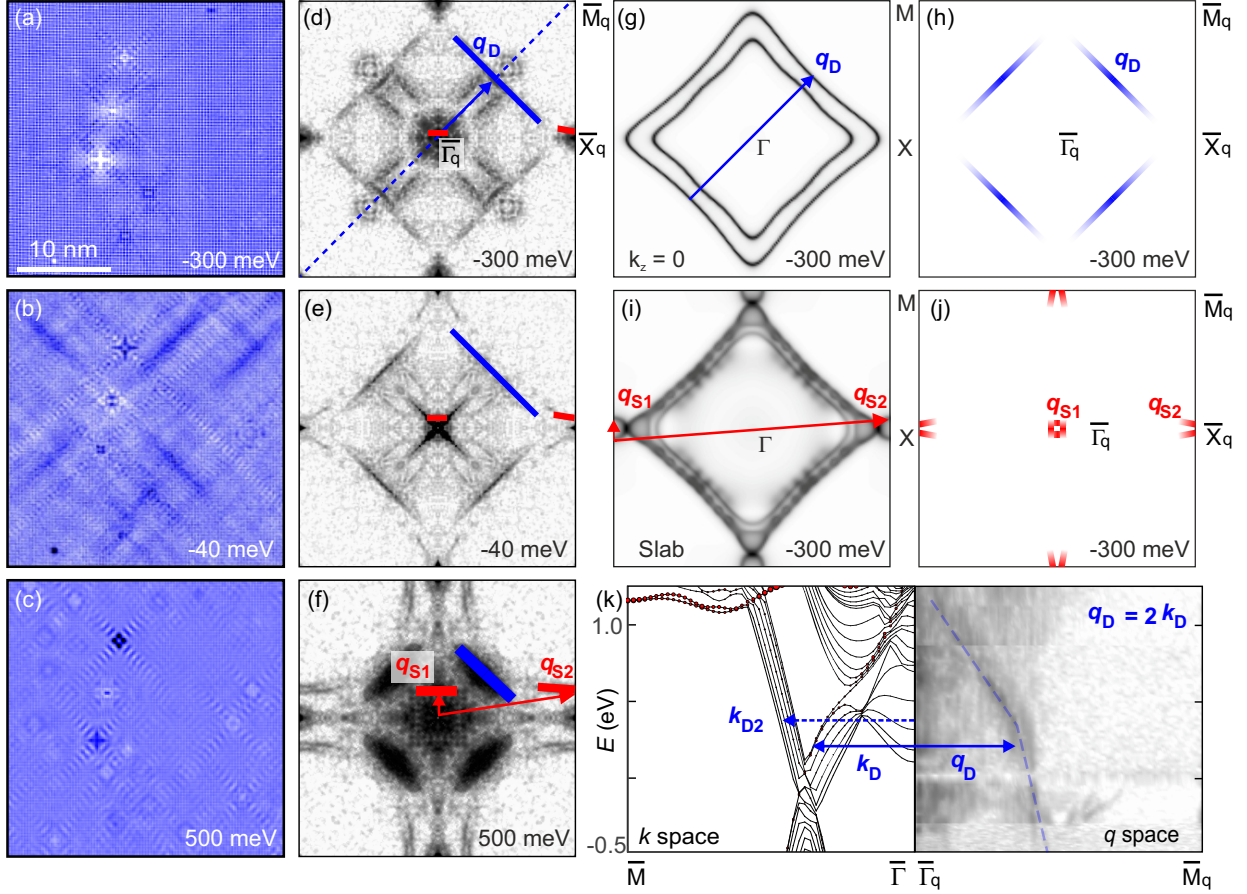 (a)
10 nm
-300 meV
(d)
qD
Γ̅q
-300 meV
M̅q
X̅q
(g)
qD
Γ
kz = 0
-300 meV
M
X
(h)
qD
Γ̅q
-300 meV
M̅q
X̅q
(b)
-40 meV
(e)
-40 meV
(i)
qS1
qS2
Γ
Slab
-300 meV
M
X
(j)
qS1
qS2
Γ̅q
-300 meV
M̅q
X̅q
(c)
500 meV
(f)
qS1
qS2
500 meV
(k)
1.0
E (eV)
-0.5
kD2
kD
qD
qD = 2 kD
k space
q space
M̅
Γ̅
Γ̅q
M̅q